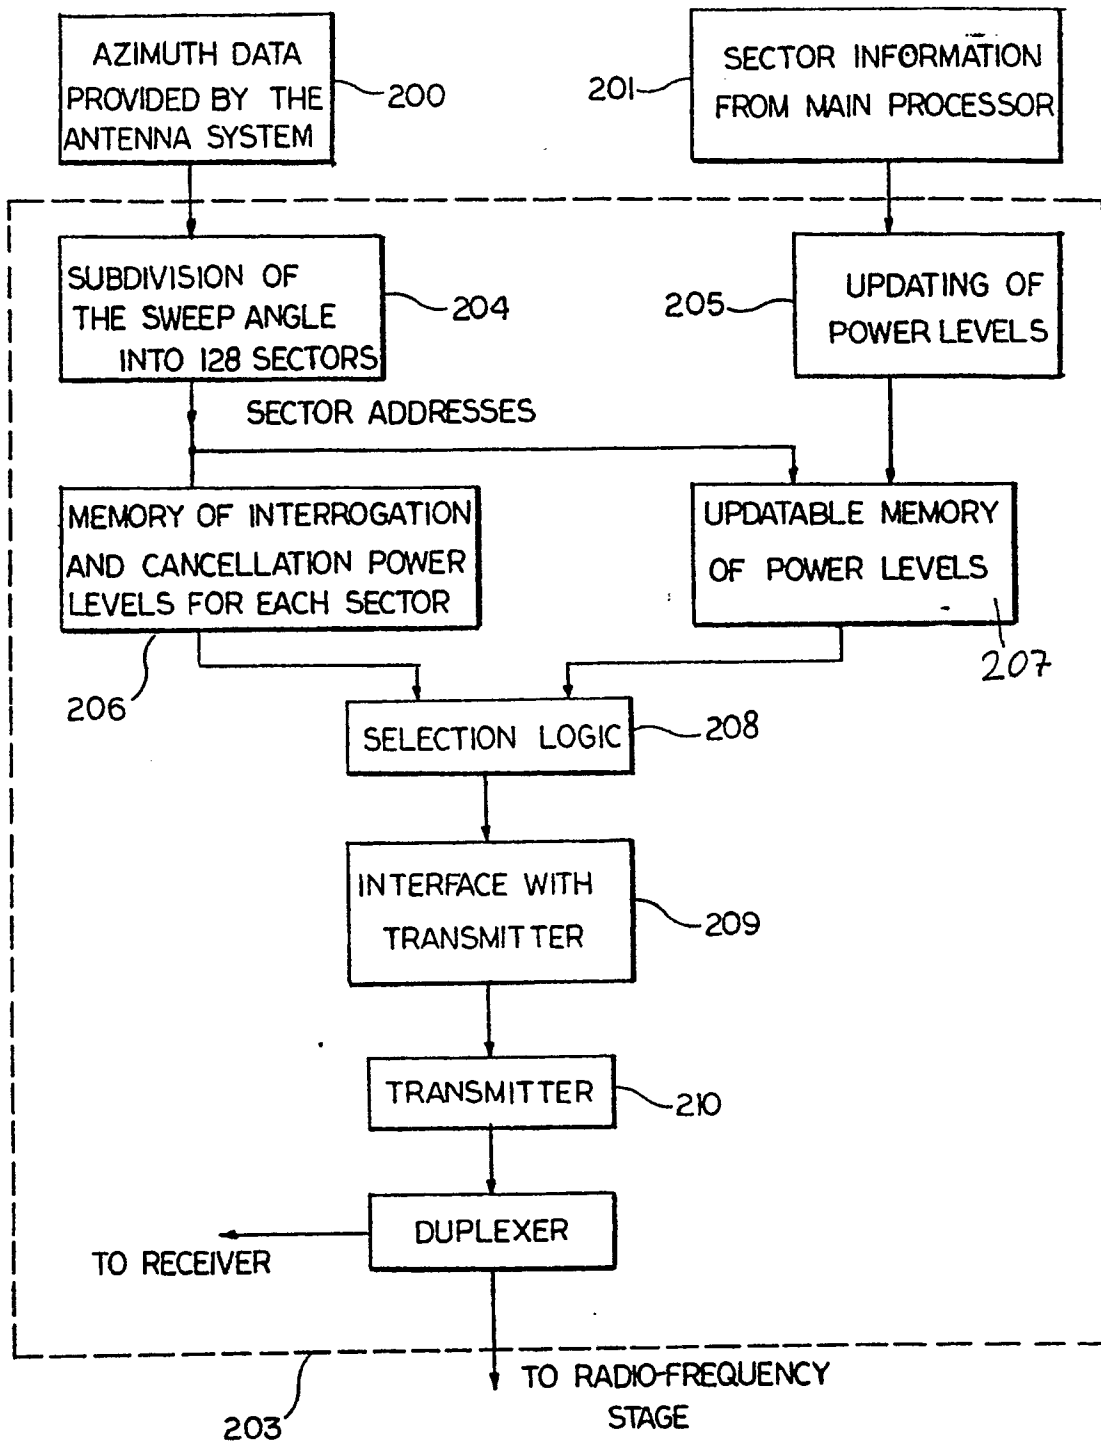 AZIMUTH DATA
PROVIDED BY THE
ANTENNA SYSTEM
200
SECTOR INFORMATION
FROM MAIN PROCESSOR
201
SUBDIVISION OF
THE SWEEP ANGLE
INTO 128 SECTORS
204
UPDATING OF
POWER LEVELS
205
SECTOR ADDRESSES
MEMORY OF INTERROGATION
AND CANCELLATION POWER
LEVELS FOR EACH SECTOR
206
UPDATABLE MEMORY
OF POWER LEVELS
207
SELECTION LOGIC
208
INTERFACE WITH
TRANSMITTER
209
TRANSMITTER
210
DUPLEXER
TO RECEIVER
TO RADIO-FREQUENCY
STAGE
203